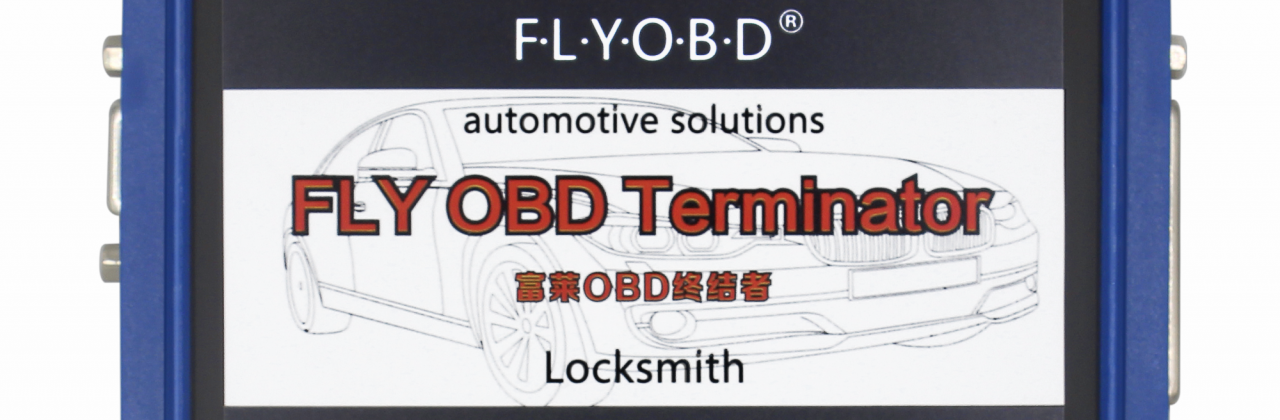 F·L·Y·O·B·D®
automotive solutions
FLY OBD Terminator
富莱OBD终结者
Locksmith